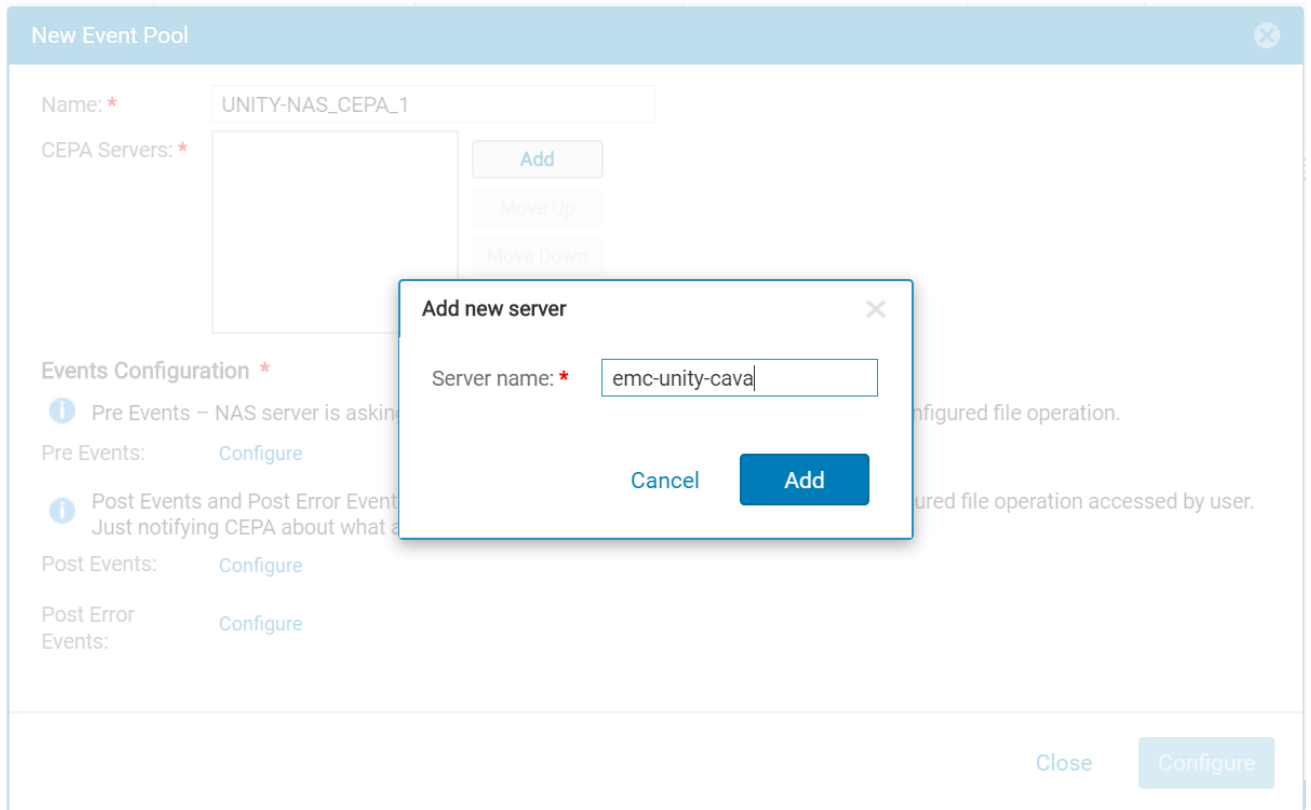 New Event Pool
Name: * UNITY-NAS_CEPA_1
CEPA Servers: *
Add
Move Up
Move Down
Add new server
Server name: * emc-unity-cava
Cancel Add
Events Configuration *
Pre Events – NAS server is askin nfigured file operation.
Pre Events: Configure
Post Events and Post Error Event ured file operation accessed by user.
Just notifying CEPA about what a
Post Events: Configure
Post Error
Events: Configure
Close Configure